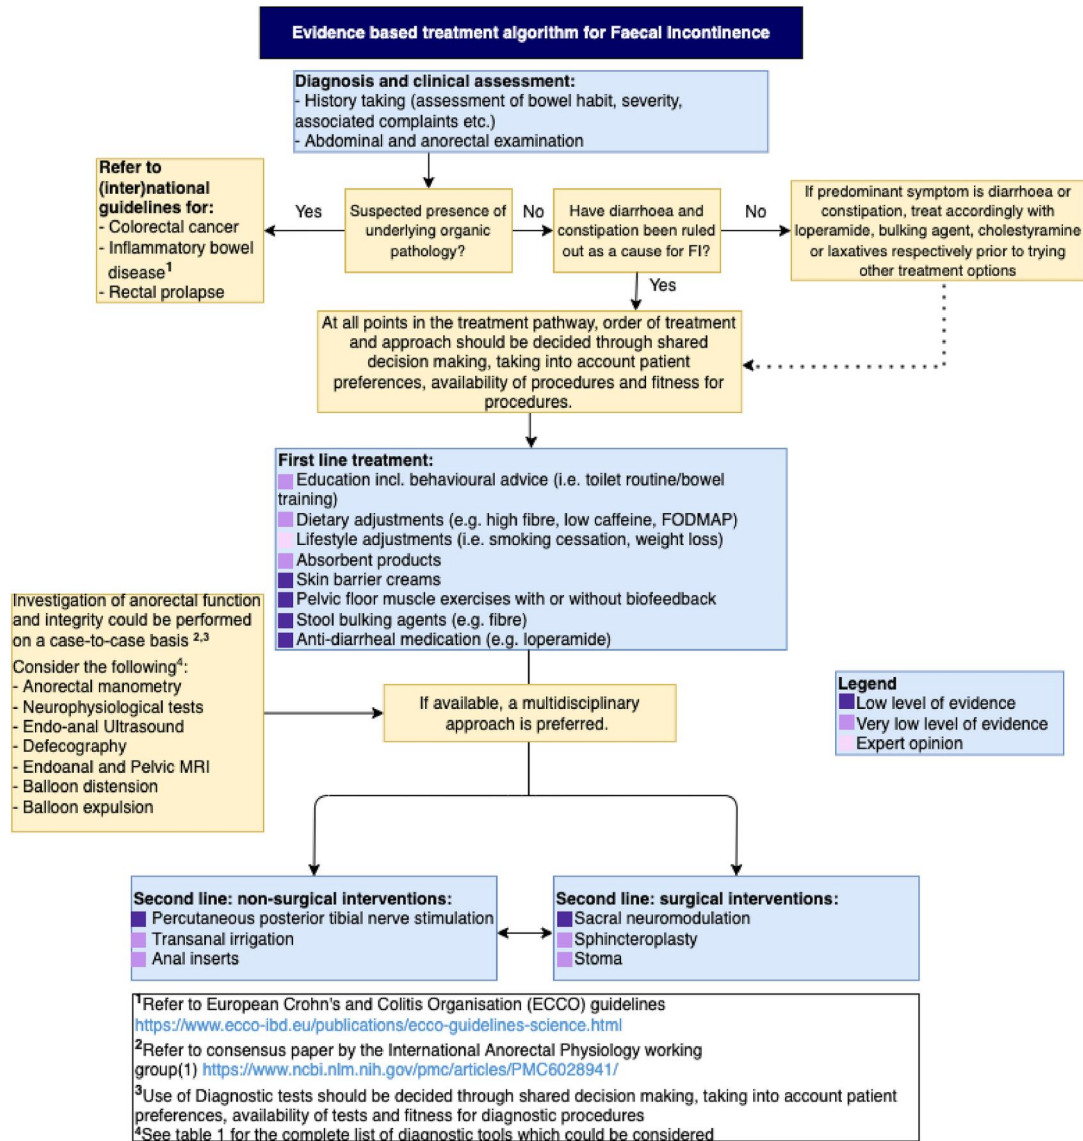 Evidence based treatment algorithm for Faecal Incontinence
Diagnosis and clinical assessment:
- History taking (assessment of bowel habit, severity,
associated complaints etc.)
- Abdominal and anorectal examination
Refer to
(inter)national
guidelines for:
- Colorectal cancer
- Inflammatory bowel
disease1
- Rectal prolapse
Yes
Suspected presence of
underlying organic
pathology?
No
Have diarrhoea and
constipation been ruled
out as a cause for FI?
No
If predominant symptom is diarrhoea or
constipation, treat accordingly with
loperamide, bulking agent, cholestyramine
or laxatives respectively prior to trying
other treatment options
Yes
At all points in the treatment pathway, order of treatment
and approach should be decided through shared
decision making, taking into account patient
preferences, availability of procedures and fitness for
procedures.
First line treatment:
Education incl. behavioural advice (i.e. toilet routine/bowel
training)
Dietary adjustments (e.g. high fibre, low caffeine, FODMAP)
Lifestyle adjustments (i.e. smoking cessation, weight loss)
Absorbent products
Skin barrier creams
Pelvic floor muscle exercises with or without biofeedback
Stool bulking agents (e.g. fibre)
Anti-diarrheal medication (e.g. loperamide)
Investigation of anorectal function
and integrity could be performed
on a case-to-case basis 2,3
Consider the following4:
- Anorectal manometry
- Neurophysiological tests
- Endo-anal Ultrasound
- Defecography
- Endoanal and Pelvic MRI
- Balloon distension
- Balloon expulsion
If available, a multidisciplinary
approach is preferred.
Legend
Low level of evidence
Very low level of evidence
Expert opinion
Second line: non-surgical interventions:
Percutaneous posterior tibial nerve stimulation
Transanal irrigation
Anal inserts
Second line: surgical interventions:
Sacral neuromodulation
Sphincteroplasty
Stoma
1Refer to European Crohn's and Colitis Organisation (ECCO) guidelines
https://www.ecco-ibd.eu/publications/ecco-guidelines-science.html
2Refer to consensus paper by the International Anorectal Physiology working
group(1) https://www.ncbi.nlm.nih.gov/pmc/articles/PMC6028941/
3Use of Diagnostic tests should be decided through shared decision making, taking into account patient
preferences, availability of tests and fitness for diagnostic procedures
4See table 1 for the complete list of diagnostic tools which could be considered